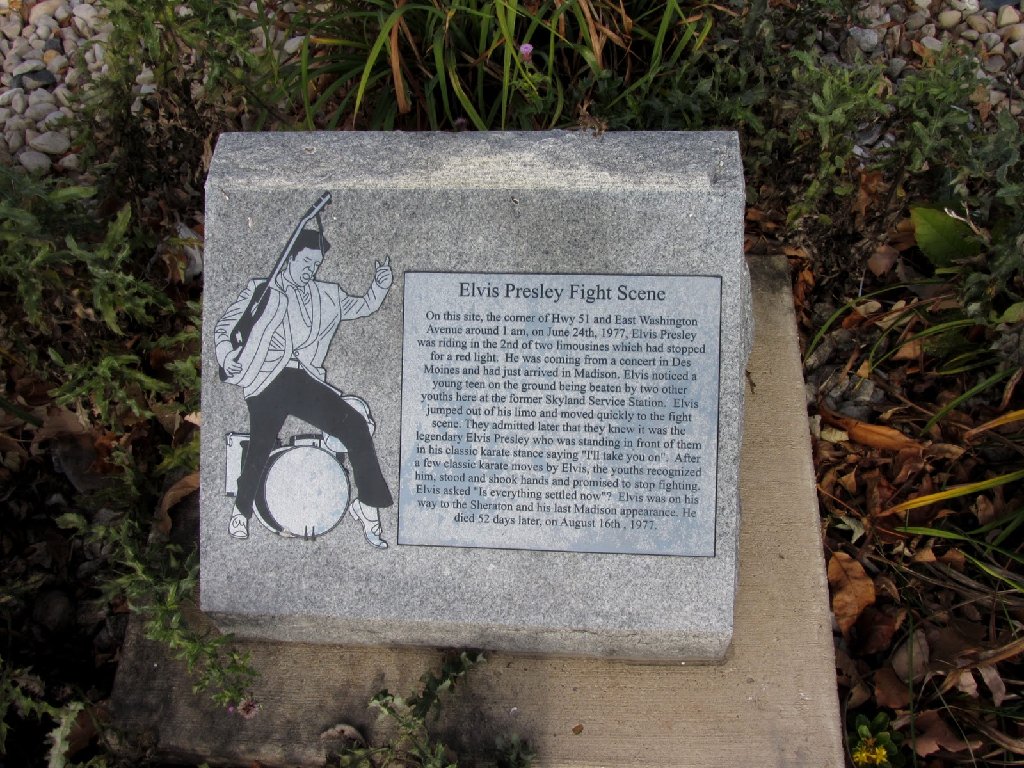 Elvis Presley Fight Scene
On this site, the corner of Hwy 51 and East Washington
Avenue around 1 am, on June 24th, 1977, Elvis Presley
was riding in the 2nd of two limousines which had stopped
for a red light. He was coming from a concert in Des
Moines and had just arrived in Madison. Elvis noticed a
young teen on the ground being beaten by two other
youths here at the former Skyland Service Station. Elvis
jumped out of his limo and moved quickly to the fight
scene. They admitted later that they knew it was the
legendary Elvis Presley who was standing in front of them
in his classic karate stance saying "I'll take you on". After
a few classic karate moves by Elvis, the youths recognized
him, stood and shook hands and promised to stop fighting.
Elvis asked "Is everything settled now"? Elvis was on his
way to the Sheraton and his last Madison appearance. He
died 52 days later, on August 16th , 1977.